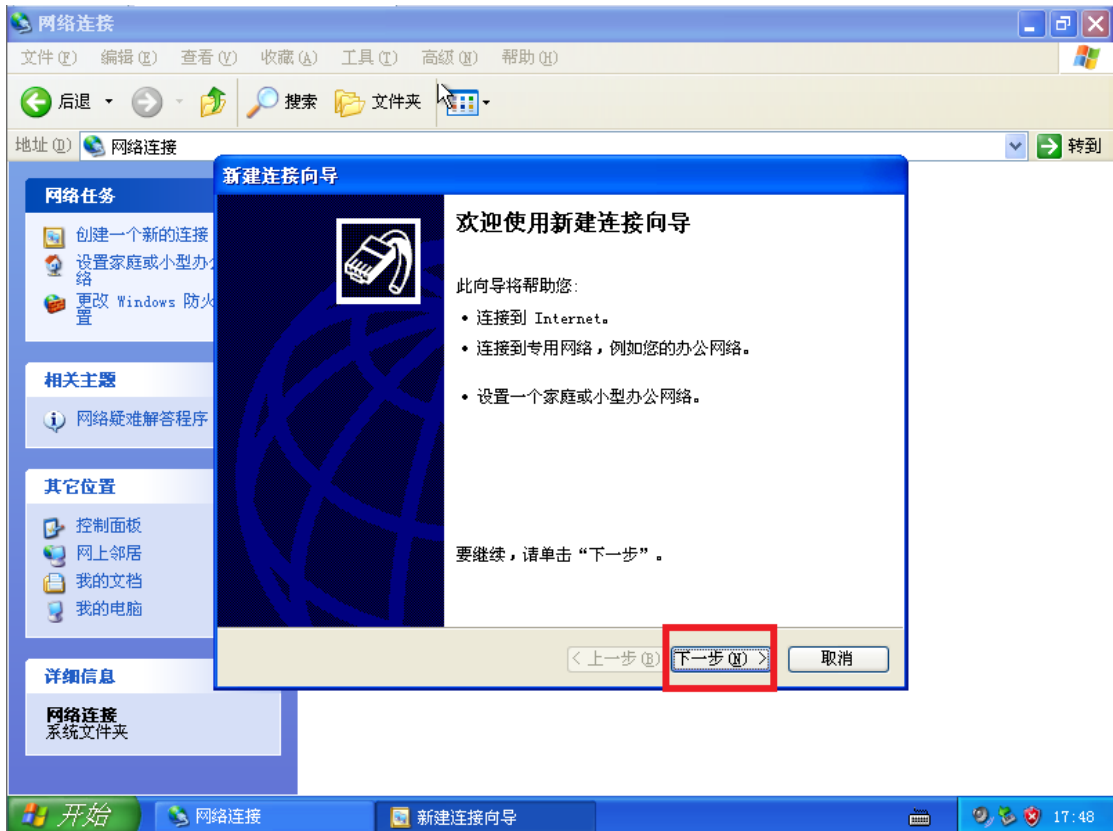 网络连接
文件(F) 编辑(E) 查看(V) 收藏(A) 工具(T) 高级(N) 帮助(H)
后退 搜索 文件夹
地址(D) 网络连接 转到
网络任务
创建一个新的连接
设置家庭或小型办公
络
更改 Windows 防火
置
相关主题
网络疑难解答程序
其它位置
控制面板
网上邻居
我的文档
我的电脑
详细信息
网络连接
系统文件夹
新建连接向导
欢迎使用新建连接向导
此向导将帮助您:
• 连接到 Internet。
• 连接到专用网络，例如您的办公网络。
• 设置一个家庭或小型办公网络。
要继续，请单击“下一步”。
< 上一步(B) 下一步(N) > 取消
开始 网络连接 新建连接向导 17:48